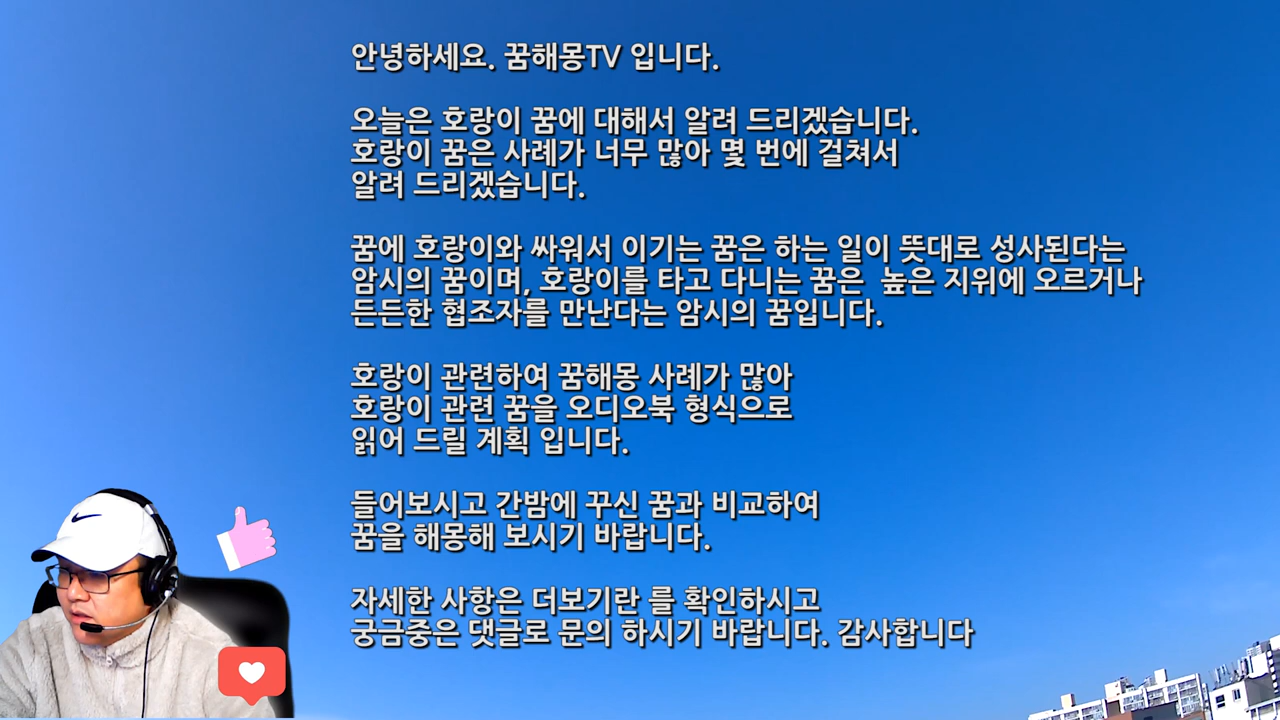 안녕하세요. 꿈해몽TV 입니다.
오늘은 호랑이 꿈에 대해서 알려 드리겠습니다.
호랑이 꿈은 사례가 너무 많아 몇 번에 걸쳐서
알려 드리겠습니다.
꿈에 호랑이와 싸워서 이기는 꿈은 하는 일이 뜻대로 성사된다는
암시의 꿈이며, 호랑이를 타고 다니는 꿈은 높은 지위에 오르거나
든든한 협조자를 만난다는 암시의 꿈입니다.
호랑이 관련하여 꿈해몽 사례가 많아
호랑이 관련 꿈을 오디오북 형식으로
읽어 드릴 계획 입니다.
들어보시고 간밤에 꾸신 꿈과 비교하여
꿈을 해몽해 보시기 바랍니다.
자세한 사항은 더보기란 를 확인하시고
궁금중은 댓글로 문의 하시기 바랍니다. 감사합니다